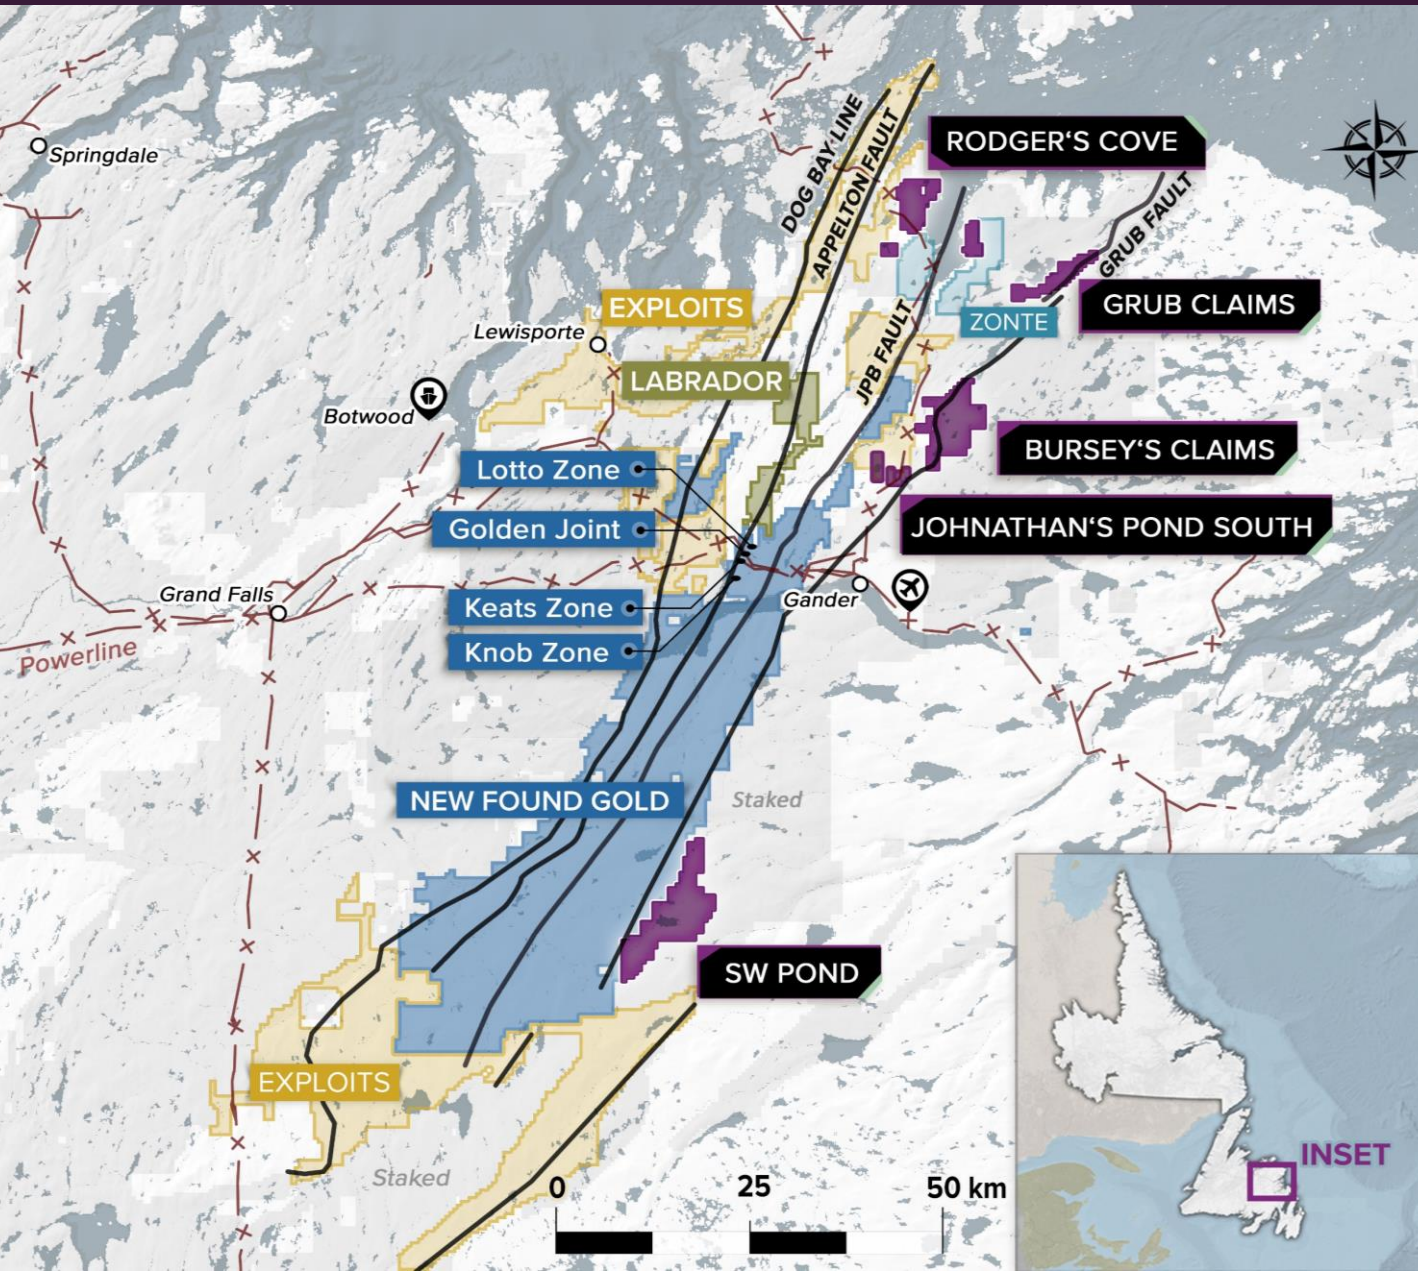 RODGER‘S COVE
DOG BAY LINE
APPELTON FAULT
Springdale
GRUB FAULT
EXPLOITS
GRUB CLAIMS
ZONTE
Lewisporte
JPB FAULT
LABRADOR
Botwood
BURSEY‘S CLAIMS
Lotto Zone
Golden Joint
JOHNATHAN‘S POND SOUTH
Grand Falls
Keats Zone
Gander
Powerline
Knob Zone
NEW FOUND GOLD
Staked
SW POND
EXPLOITS
INSET
Staked
0 25 50 km